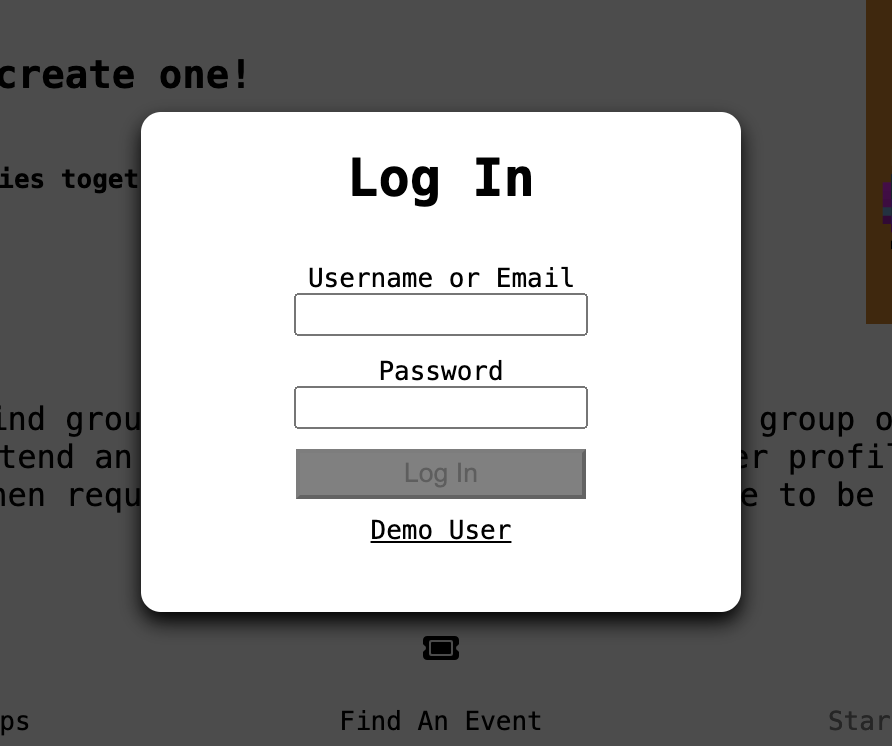 create one!
ies toget
Log In
Username or Email
Password
ind grou
group o
tend an
er profil
hen requ
e to be
Log In
Demo User
ps
Find An Event
Star